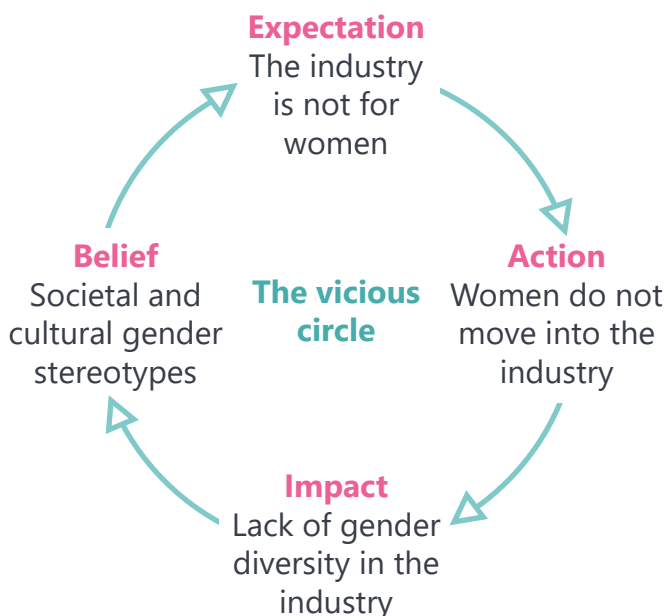 Expectation
The industry
is not for
women
Action
Women do not
move into the
industry
Impact
Lack of gender
diversity in the
industry
Belief
Societal and
cultural gender
stereotypes
The vicious
circle